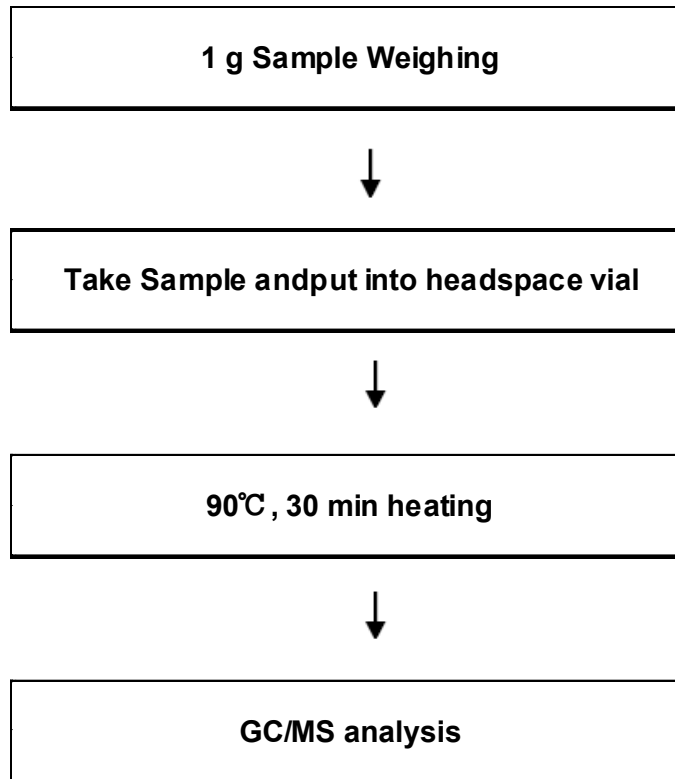 1 g Sample Weighing
Take Sample andput into headspace vial
90℃, 30 min heating
GC/MS analysis